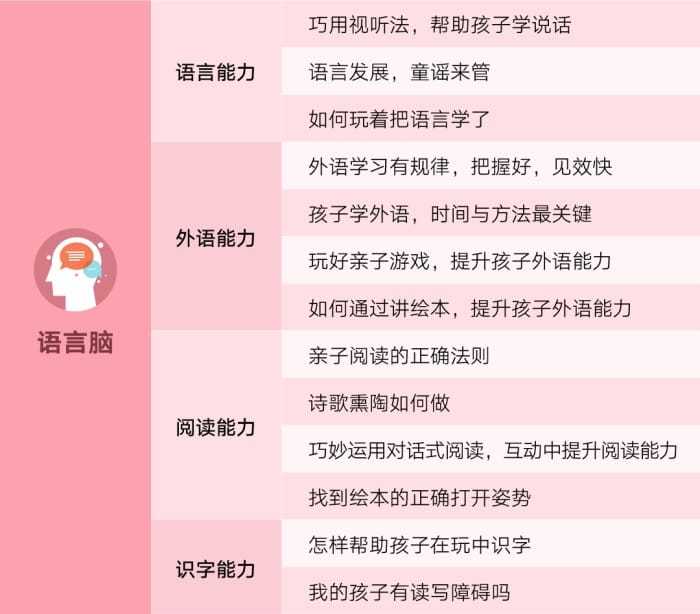 语言脑
语言能力
巧用视听法，帮助孩子学说话
语言发展，童谣来管
如何玩着把语言学了
外语能力
外语学习有规律，把握好，见效快
孩子学外语，时间与方法最关键
玩好亲子游戏，提升孩子外语能力
如何通过讲绘本，提升孩子外语能力
阅读能力
亲子阅读的正确法则
诗歌熏陶如何做
巧妙运用对话式阅读，互动中提升阅读能力
找到绘本的正确打开姿势
识字能力
怎样帮助孩子在玩中识字
我的孩子有读写障碍吗